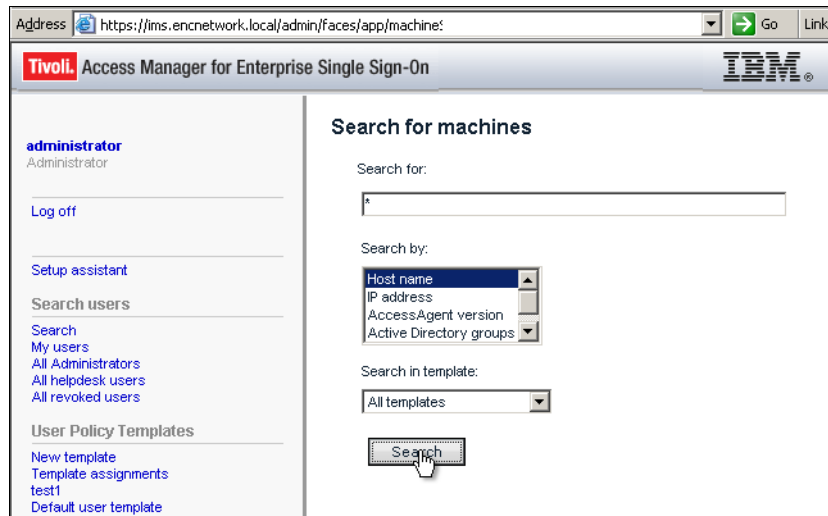 Address https://ims.encnetwork.local/admin/faces/app/machineS Go Link
Tivoli. Access Manager for Enterprise Single Sign-On IBM®
administrator
Administrator
Log off
Setup assistant
Search users
Search
My users
All Administrators
All helpdesk users
All revoked users
User Policy Templates
New template
Template assignments
test1
Default user template
Search for machines
Search for:
*
Search by:
Host name
IP address
AccessAgent version
Active Directory groups
Search in template:
All templates
Search